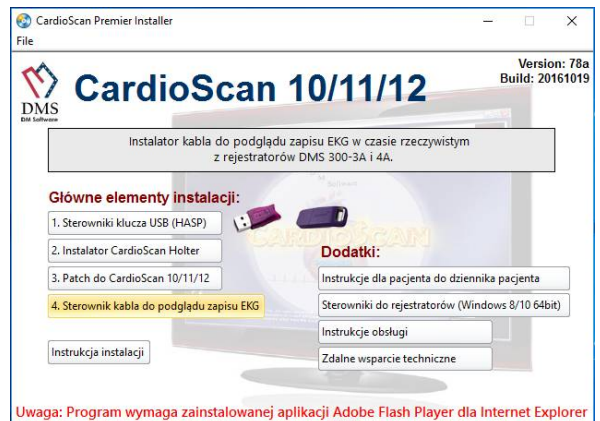 CardioScan Premier Installer
File
Version: 78a
Build: 20161019
DMS
DM Software
CardioScan 10/11/12
Instalator kabla do podglądu zapisu EKG w czasie rzeczywistym
z rejestratorów DMS 300-3A i 4A.
Główne elementy instalacji:
1. Sterowniki klucza USB (HASP)
2. Instalator CardioScan Holter
3. Patch do CardioScan 10/11/12
4. Sterownik kabla do podglądu zapisu EKG
Instrukcja instalacji
CARDIOSCAN
Dodatki:
Instrukcje dla pacjenta do dziennika pacjenta
Sterowniki do rejestratorów (Windows 8/10 64bit)
Instrukcje obsługi
Zdalne wsparcie techniczne
Uwaga: Program wymaga zainstalowanej aplikacji Adobe Flash Player dla Internet Explorer